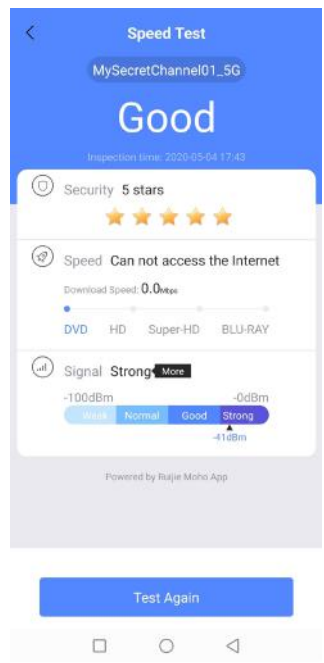 Speed Test
MySecretChannel01_5G
Good
Inspection time: 2020-05-04 17:43
Security 5 stars
Speed Can not access the Internet
Download Speed: 0.0Mbps
DVD HD Super-HD BLU-RAY
Signal Strong More
-100dBm -0dBm
Weak Normal Good Strong
-41dBm
Powered by Ruijie Moho App
Test Again